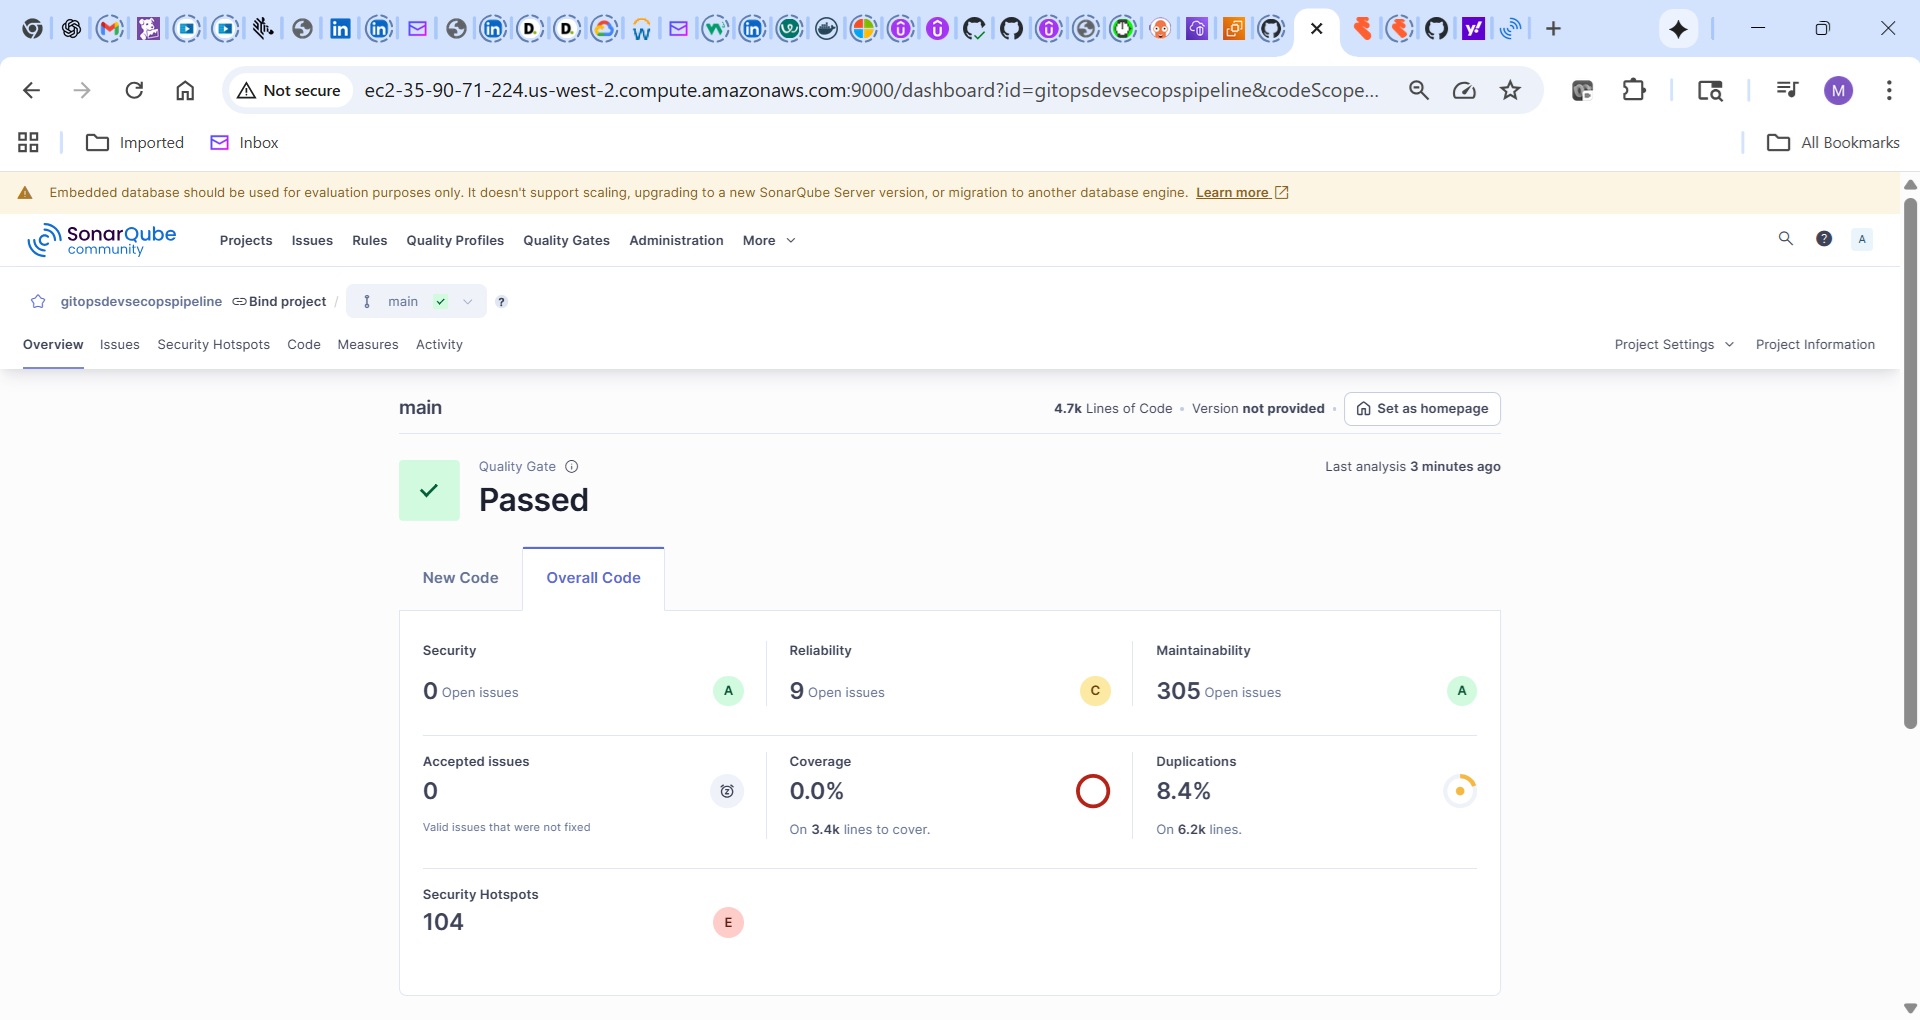 Not secure
ec2-35-90-71-224.us-west-2.compute.amazonaws.com:9000/dashboard?id=gitopsdevsecopspipeline&codeScope...
M
Imported
Inbox
All Bookmarks
Embedded database should be used for evaluation purposes only. It doesn't support scaling, upgrading to a new SonarQube Server version, or migration to another database engine. Learn more
SonarQube
community
Projects Issues Rules Quality Profiles Quality Gates Administration More
? A
gitopsdevsecopspipeline Bind project / main ?
Overview Issues Security Hotspots Code Measures Activity
Project Settings Project Information
main
4.7k Lines of Code • Version not provided • Set as homepage
Quality Gate
Passed
Last analysis 3 minutes ago
New Code
Overall Code
Security
0 Open issues
A
Reliability
9 Open issues
C
Maintainability
305 Open issues
A
Accepted issues
0
Valid issues that were not fixed
Coverage
0.0%
On 3.4k lines to cover.
Duplications
8.4%
On 6.2k lines.
Security Hotspots
104
E